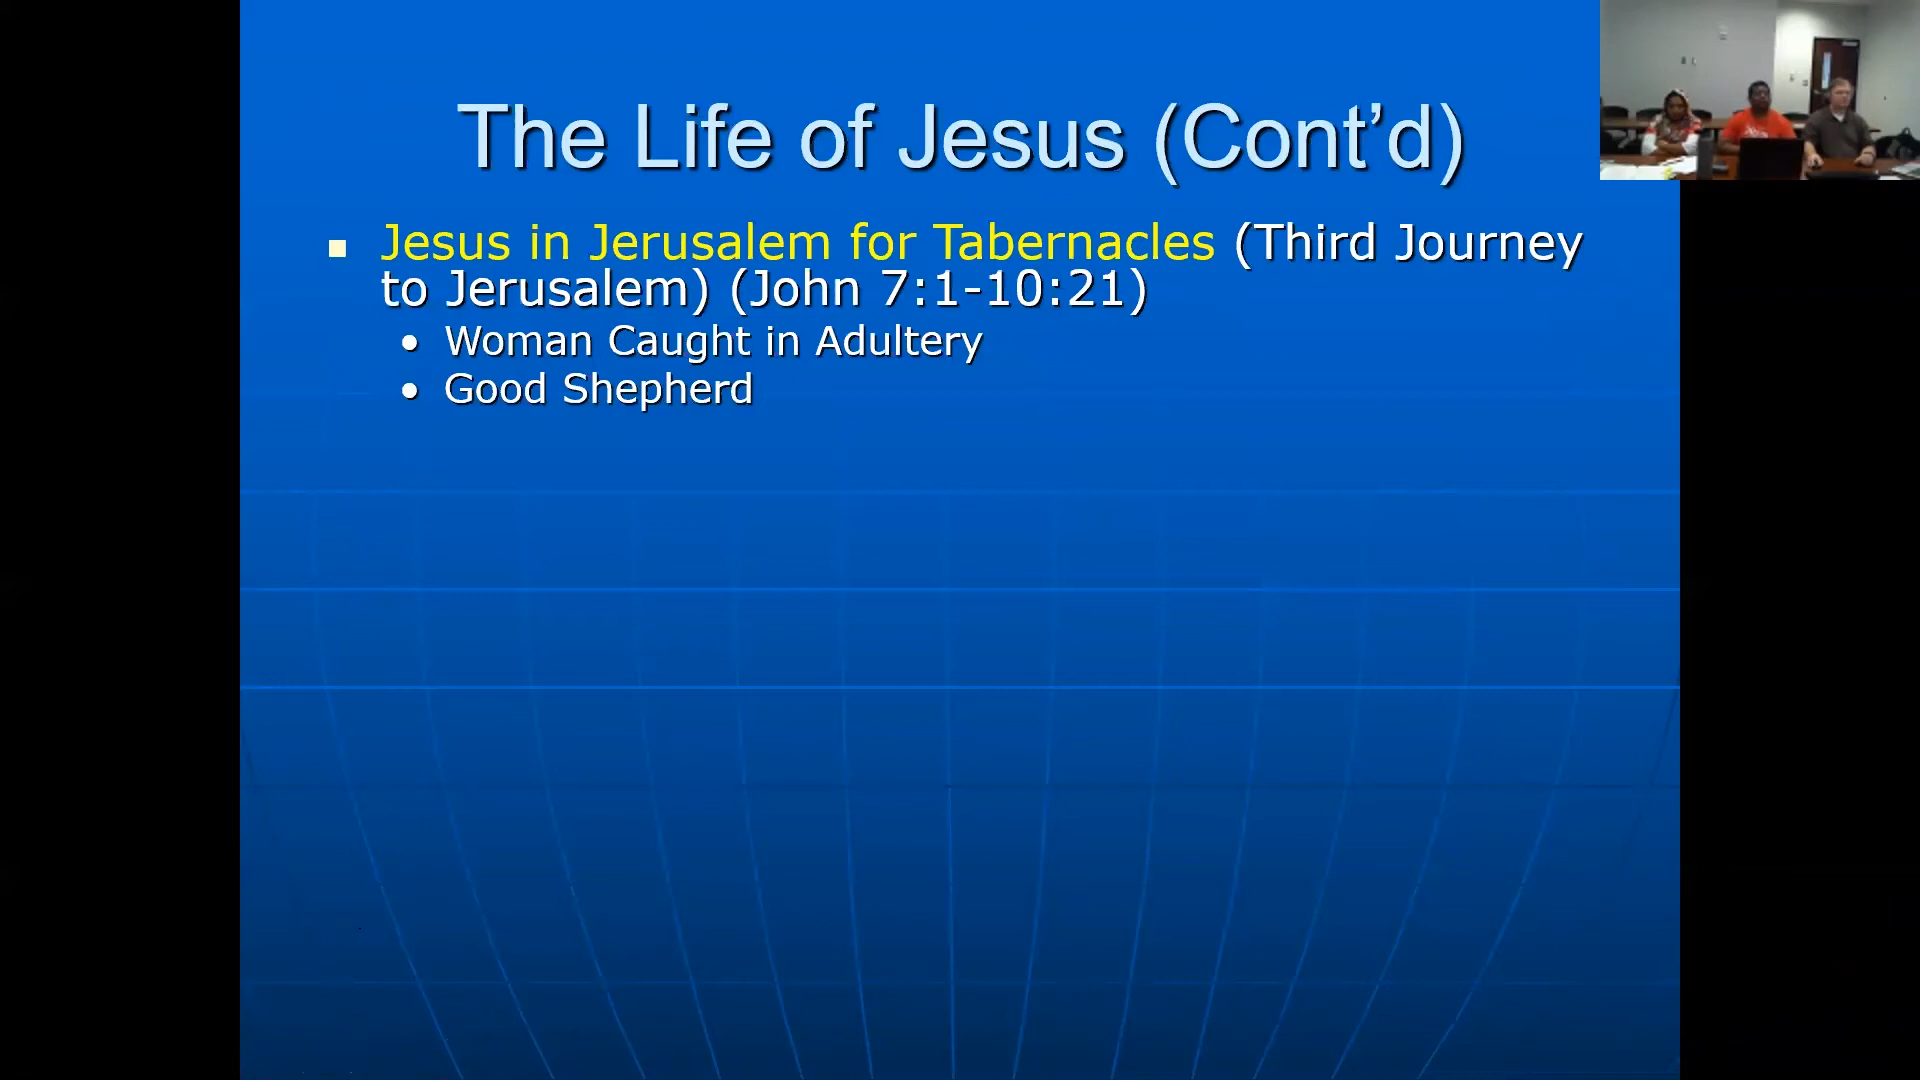 The Life of Jesus (Cont’d)
Jesus in Jerusalem for Tabernacles (Third Journey
to Jerusalem) (John 7:1-10:21)
Woman Caught in Adultery
Good Shepherd